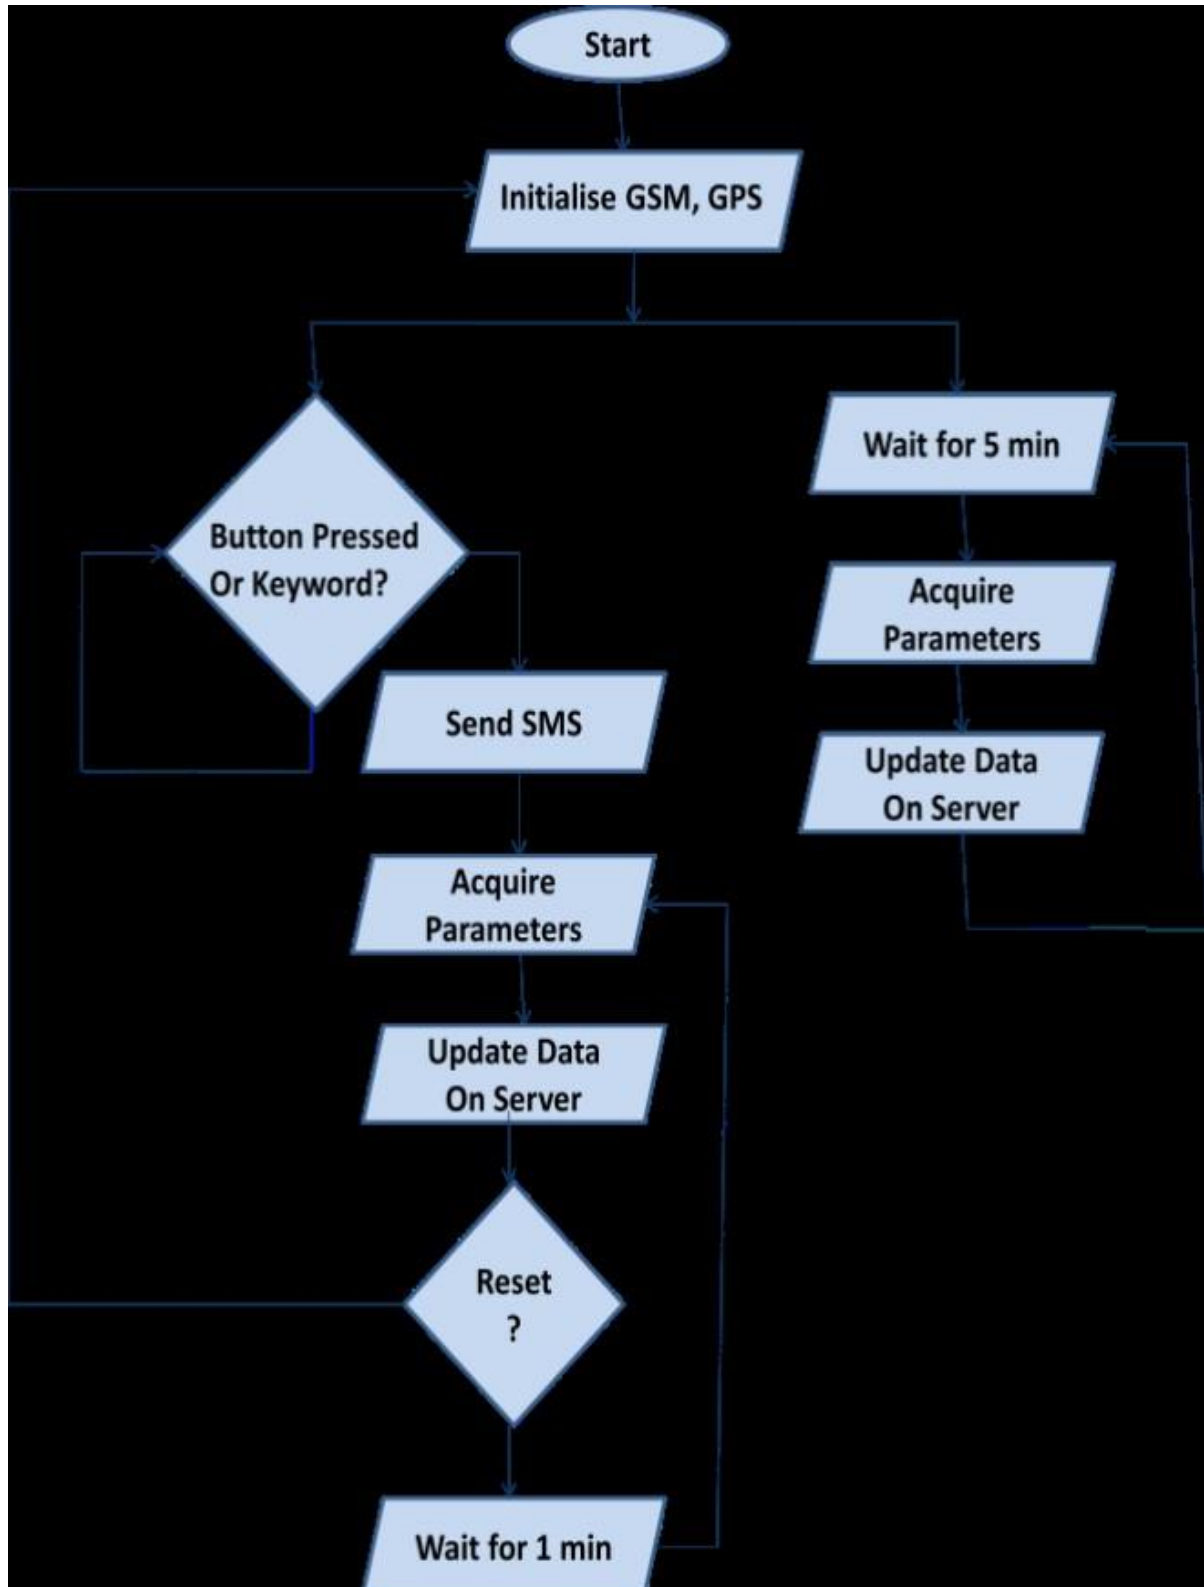 Start
Initialise GSM, GPS
Button Pressed
Or Keyword?
Send SMS
Acquire
Parameters
Update Data
On Server
Reset
?
Wait for 1 min
Wait for 5 min
Acquire
Parameters
Update Data
On Server